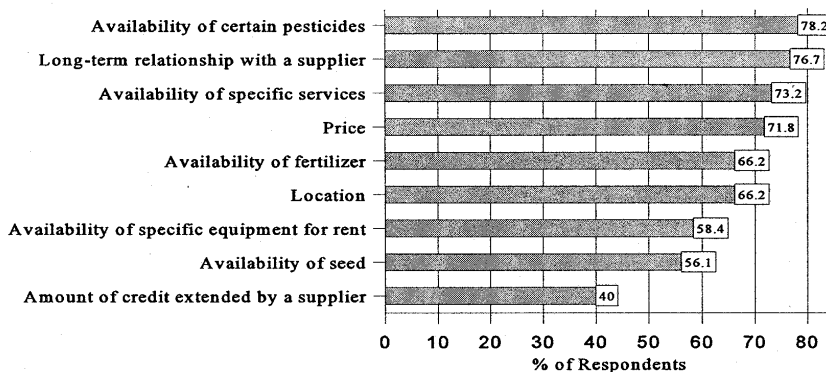 Availability of certain pesticides 78.2
Long-term relationship with a supplier 76.7
Availability of specific services 73.2
Price 71.8
Availability of fertilizer 66.2
Location 66.2
Availability of specific equipment for rent 58.4
Availability of seed 56.1
Amount of credit extended by a supplier 40
0 10 20 30 40 50 60 70 80
% of Respondents